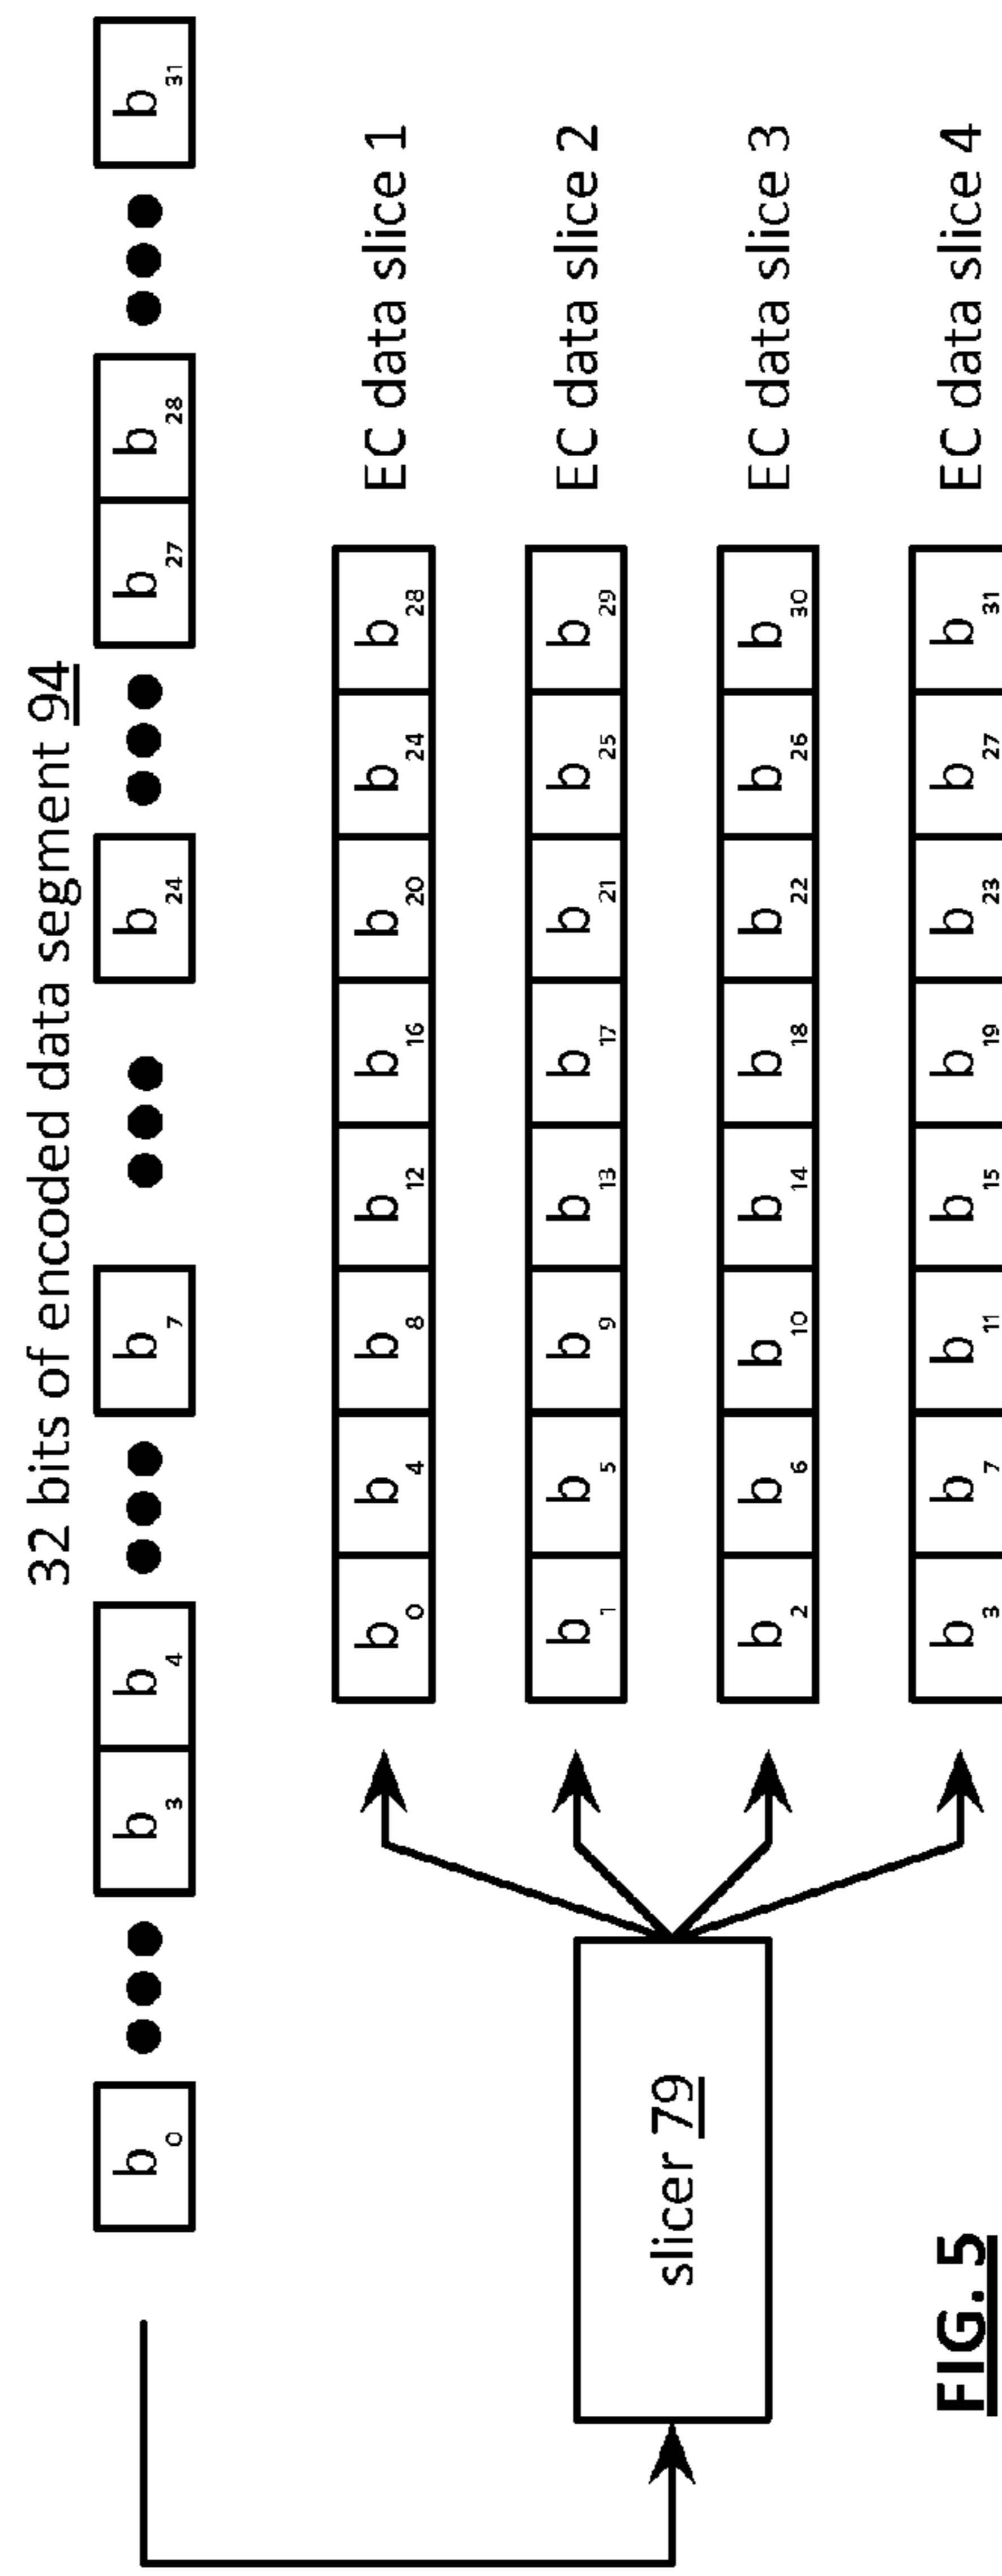 32 bits of encoded data segment 94
b0 ●●● b3 b4 ●●● b7 ●●● b24 ●●● b27 b28 ●●● b31
b0 b4 b8 b12 b16 b20 b24 b28 EC data slice 1
b1 b5 b9 b13 b17 b21 b25 b29 EC data slice 2
slicer 79
b2 b6 b10 b14 b18 b22 b26 b30 EC data slice 3
b3 b7 b11 b15 b19 b23 b27 b31 EC data slice 4
FIG. 5